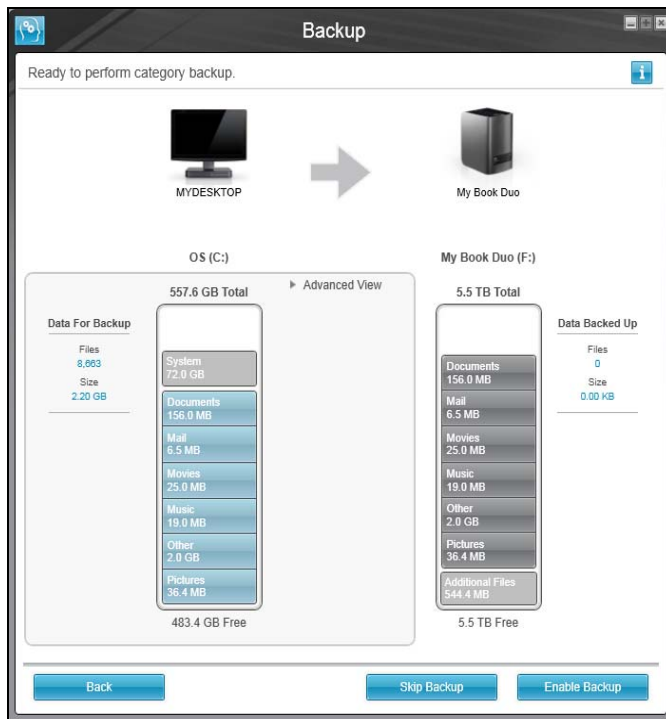 Backup
Ready to perform category backup.
i
MYDESKTOP
My Book Duo
OS (C:)
557.6 GB Total
Advanced View
Data For Backup
Files
8,663
Size
2.20 GB
System
72.0 GB
Documents
156.0 MB
Mail
6.5 MB
Movies
25.0 MB
Music
19.0 MB
Other
2.0 GB
Pictures
36.4 MB
483.4 GB Free
My Book Duo (F:)
5.5 TB Total
Documents
156.0 MB
Mail
6.5 MB
Movies
25.0 MB
Music
19.0 MB
Other
2.0 GB
Pictures
36.4 MB
Additional Files
544.4 MB
5.5 TB Free
Data Backed Up
Files
0
Size
0.00 KB
Back
Skip Backup
Enable Backup